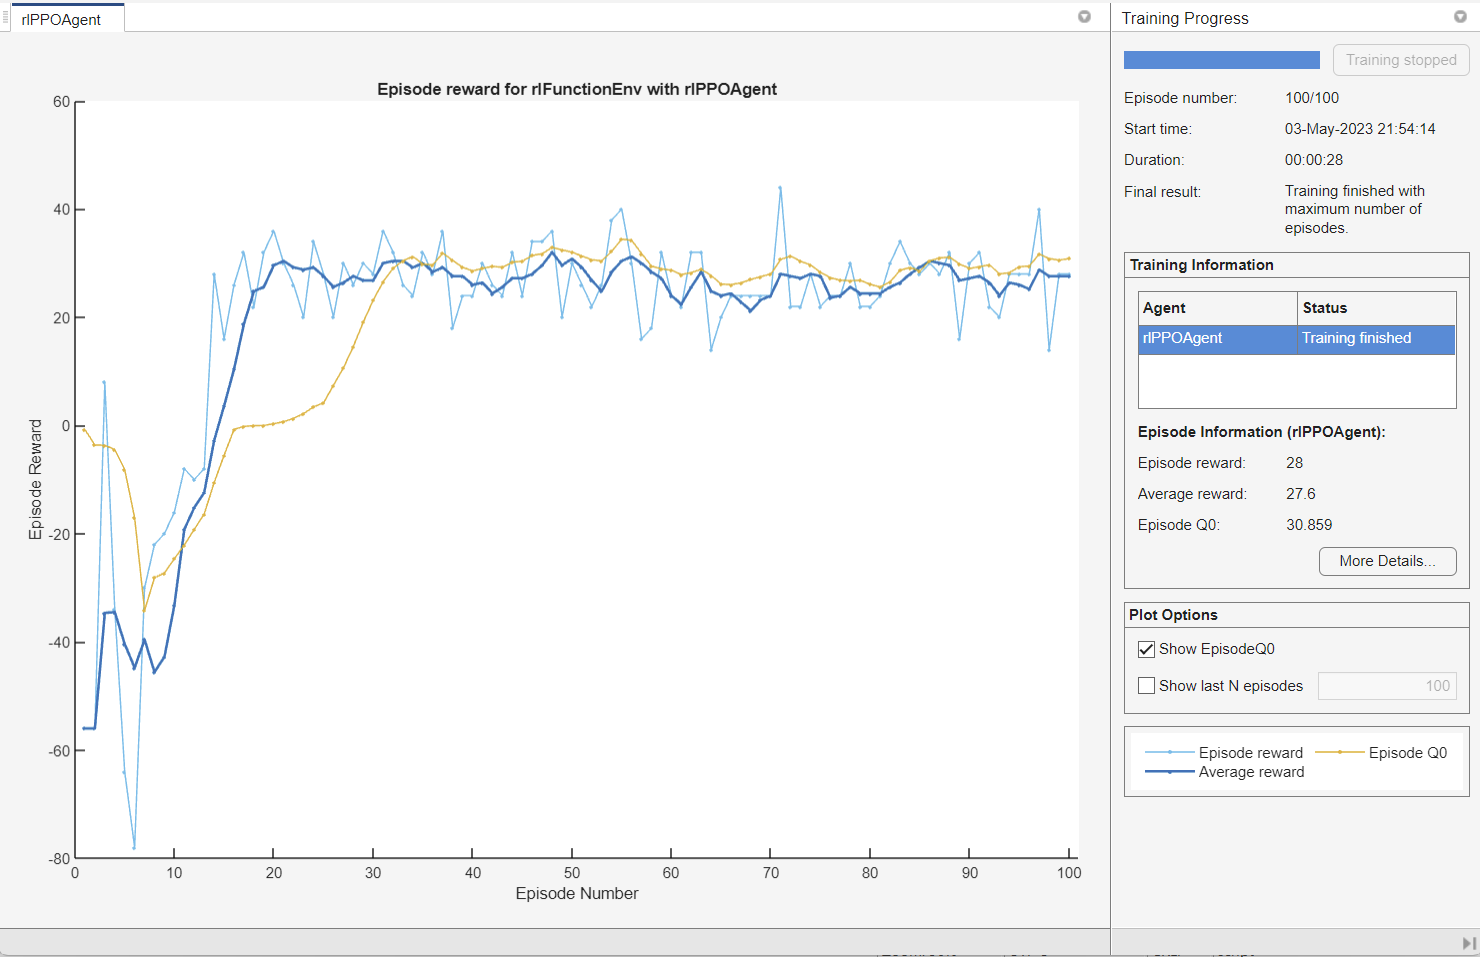 rlPPOAgent
Episode reward for rlFunctionEnv with rlPPOAgent
60
40
20
0
-20
-40
-60
-80
Episode Reward
0 10 20 30 40 50 60 70 80 90 100
Episode Number
Training Progress
Training stopped
Episode number: 100/100
Start time: 03-May-2023 21:54:14
Duration: 00:00:28
Final result: Training finished with
maximum number of
episodes.
Training Information
Agent Status
rlPPOAgent Training finished
Episode Information (rlPPOAgent):
Episode reward: 28
Average reward: 27.6
Episode Q0: 30.859
More Details...
Plot Options
Show EpisodeQ0
Show last N episodes 100
Episode reward Episode Q0
Average reward